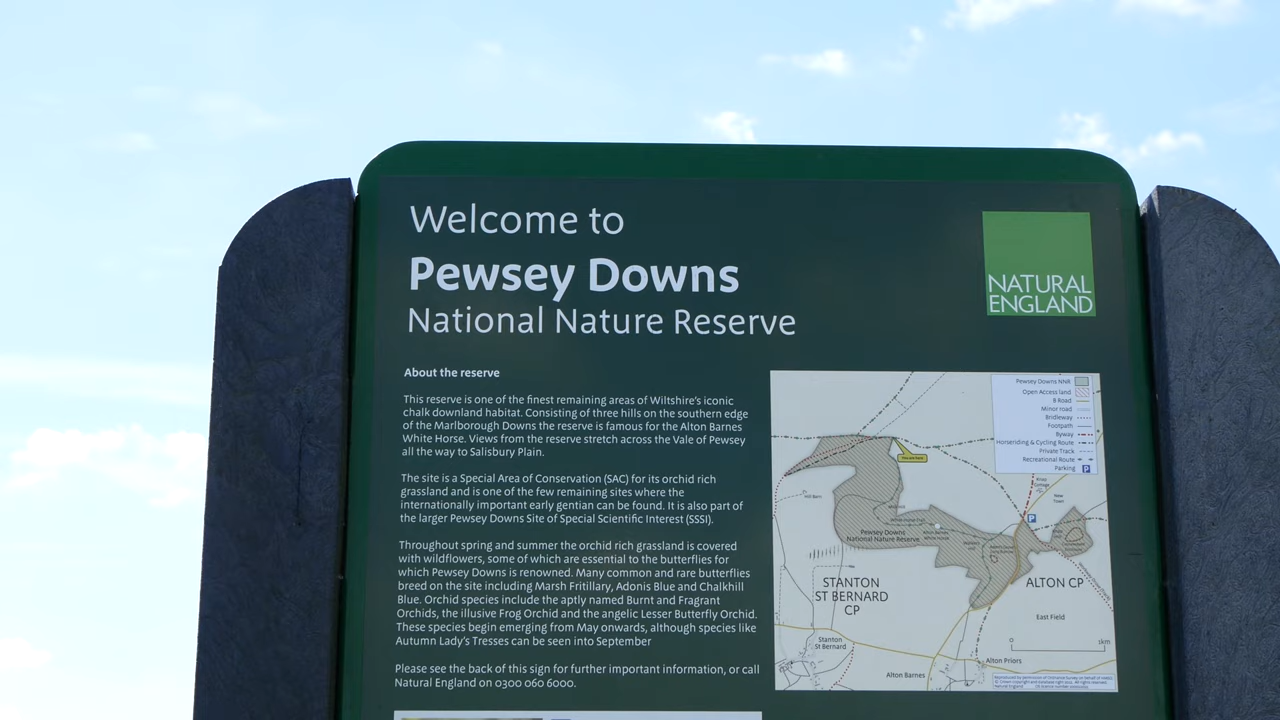 Welcome to
Pewsey Downs
National Nature Reserve
NATURAL
ENGLAND
About the reserve
This reserve is one of the finest remaining areas of Wiltshire's iconic
chalk downland habitat. Consisting of three hills on the southern edge
of the Marlborough Downs the reserve is famous for the Alton Barnes
White Horse. Views from the reserve stretch across the Vale of Pewsey
all the way to Salisbury Plain.
The site is a Special Area of Conservation (SAC) for its orchid rich
grassland and is one of the few remaining sites where the
internationally important early gentian can be found. It is also part of
the larger Pewsey Downs Site of Special Scientific Interest (SSSI).
Throughout spring and summer the orchid rich grassland is covered
with wildflowers, some of which are essential to the butterflies for
which Pewsey Downs is renowned. Many common and rare butterflies
breed on the site including Marsh Fritillary, Adonis Blue and Chalkhill
Blue. Orchid species include the aptly named Burnt and Fragrant
Orchids, the illusive Frog Orchid and the angelic Lesser Butterfly Orchid.
These species begin emerging from May onwards, although species like
Autumn Lady's Tresses can be seen into September
Please see the back of this sign for further important information, or call
Natural England on 0300 060 6000.
Pewsey Downs NNR
Open Access land
B Road
Minor road
Bridleway
Footpath
Byway
Horseriding & Cycling Route
Private Track
Recreational Route
Parking P
You are here
Hill Barn
New
Town
P
Pewsey Downs
National Nature Reserve
STANTON
ST BERNARD
CP
ALTON CP
East Field
Stanton
St Bernard
0 1km
Alton Priors
Alton Barnes